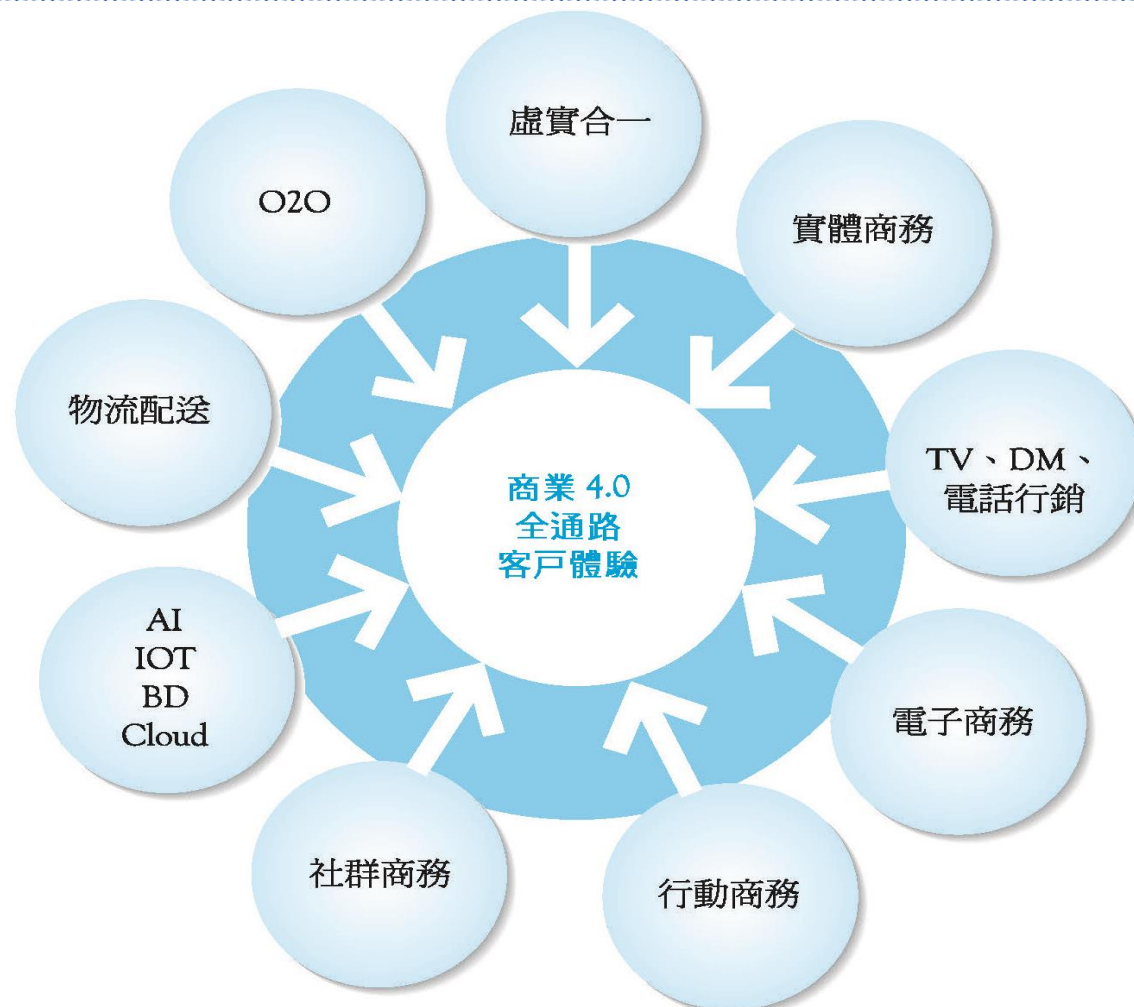 虛實合一
實體商務
TV、DM、
電話行銷
電子商務
行動商務
社群商務
AI
IOT
BD
Cloud
物流配送
O2O
商業 4.0
全通路
客戶體驗